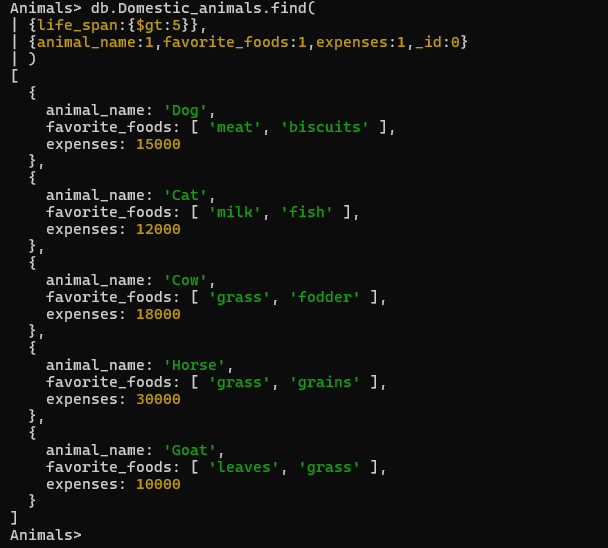 Animals> db.Domestic_animals.find(
| {life_span:{$gt:5}},
| {animal_name:1,favorite_foods:1,expenses:1,_id:0}
| )
[
  {
    animal_name: 'Dog',
    favorite_foods: [ 'meat', 'biscuits' ],
    expenses: 15000
  },
  {
    animal_name: 'Cat',
    favorite_foods: [ 'milk', 'fish' ],
    expenses: 12000
  },
  {
    animal_name: 'Cow',
    favorite_foods: [ 'grass', 'fodder' ],
    expenses: 18000
  },
  {
    animal_name: 'Horse',
    favorite_foods: [ 'grass', 'grains' ],
    expenses: 30000
  },
  {
    animal_name: 'Goat',
    favorite_foods: [ 'leaves', 'grass' ],
    expenses: 10000
  }
]
Animals>